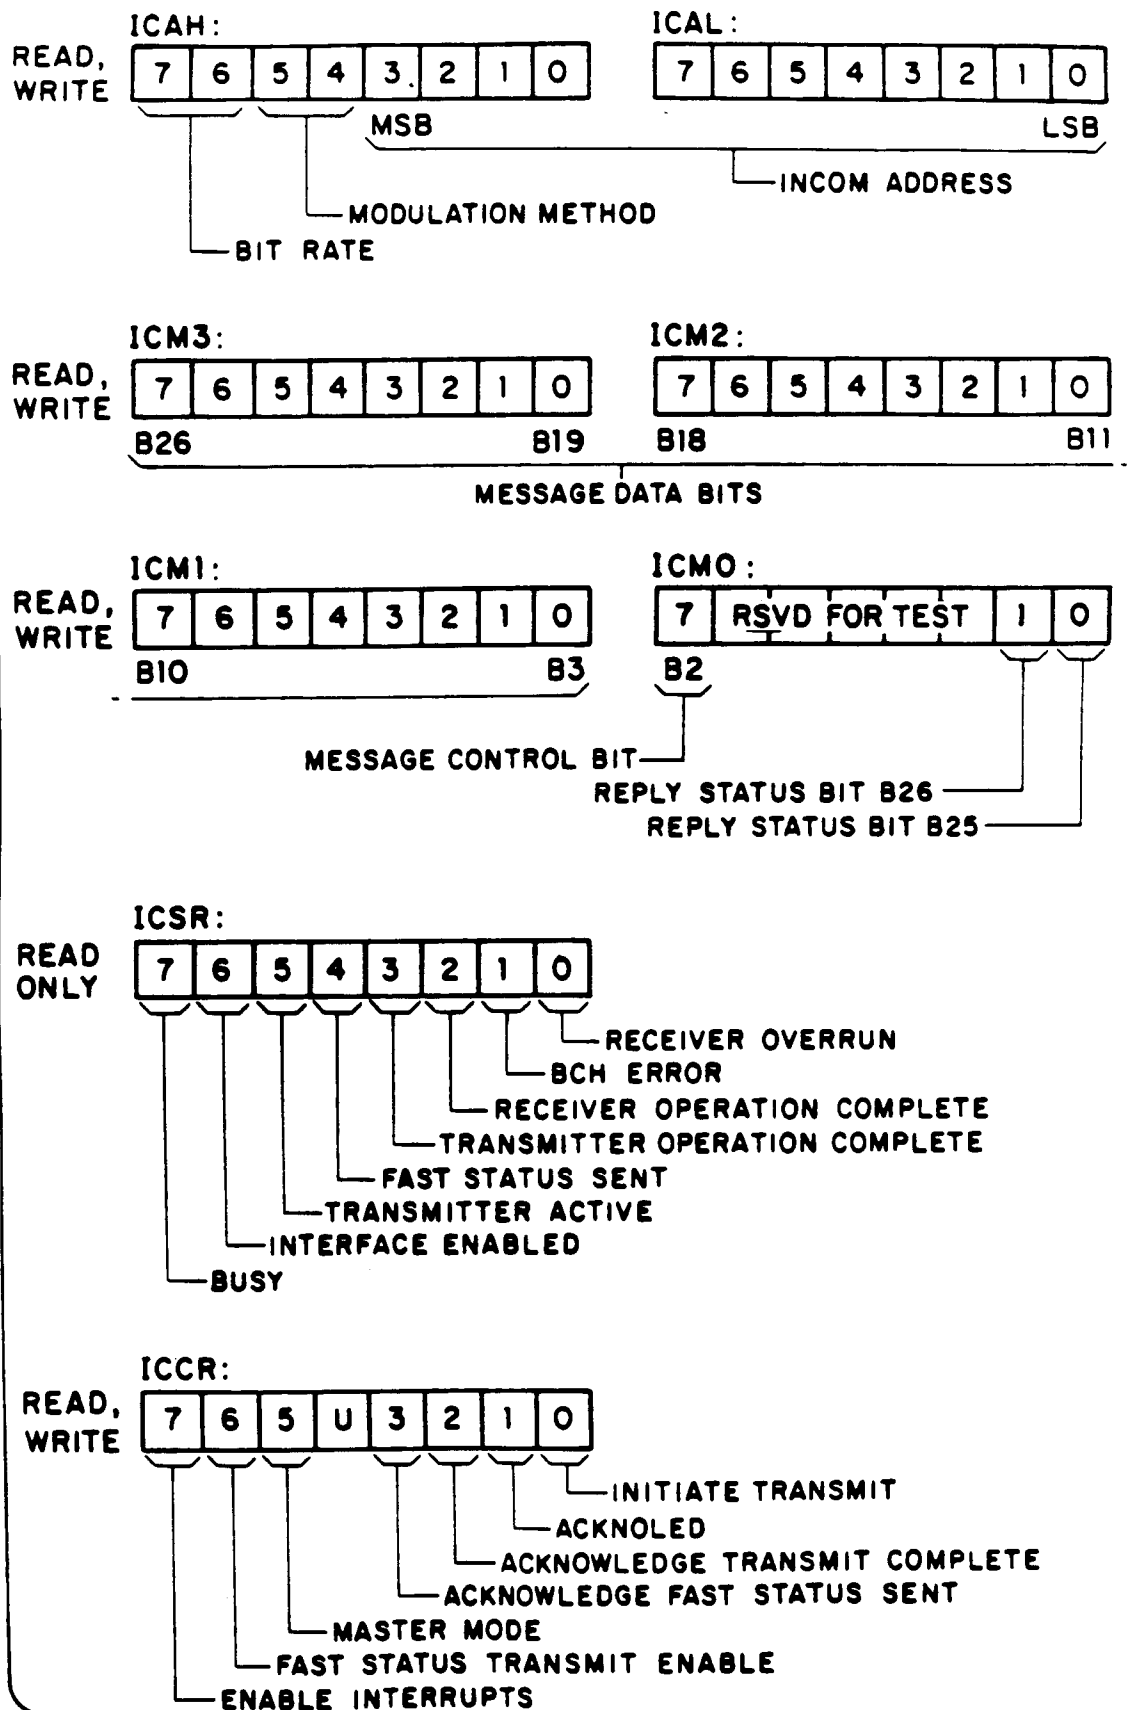 ICAH: ICAL:
READ, WRITE 7 6 5 4 3 2 1 0 7 6 5 4 3 2 1 0
MSB LSB
INCOM ADDRESS
MODULATION METHOD
BIT RATE
ICM3: ICM2:
READ, WRITE 7 6 5 4 3 2 1 0 7 6 5 4 3 2 1 0
B26 B19 B18 B11
MESSAGE DATA BITS
ICM1: ICM0:
READ, WRITE 7 6 5 4 3 2 1 0 7 RSVD FOR TEST 1 0
B10 B3 B2
MESSAGE CONTROL BIT
REPLY STATUS BIT B26
REPLY STATUS BIT B25
ICSR:
READ ONLY 7 6 5 4 3 2 1 0
RECEIVER OVERRUN
BCH ERROR
RECEIVER OPERATION COMPLETE
TRANSMITTER OPERATION COMPLETE
FAST STATUS SENT
TRANSMITTER ACTIVE
INTERFACE ENABLED
BUSY
ICCR:
READ, WRITE 7 6 5 U 3 2 1 0
INITIATE TRANSMIT
ACKNOLED
ACKNOWLEDGE TRANSMIT COMPLETE
ACKNOWLEDGE FAST STATUS SENT
MASTER MODE
FAST STATUS TRANSMIT ENABLE
ENABLE INTERRUPTS